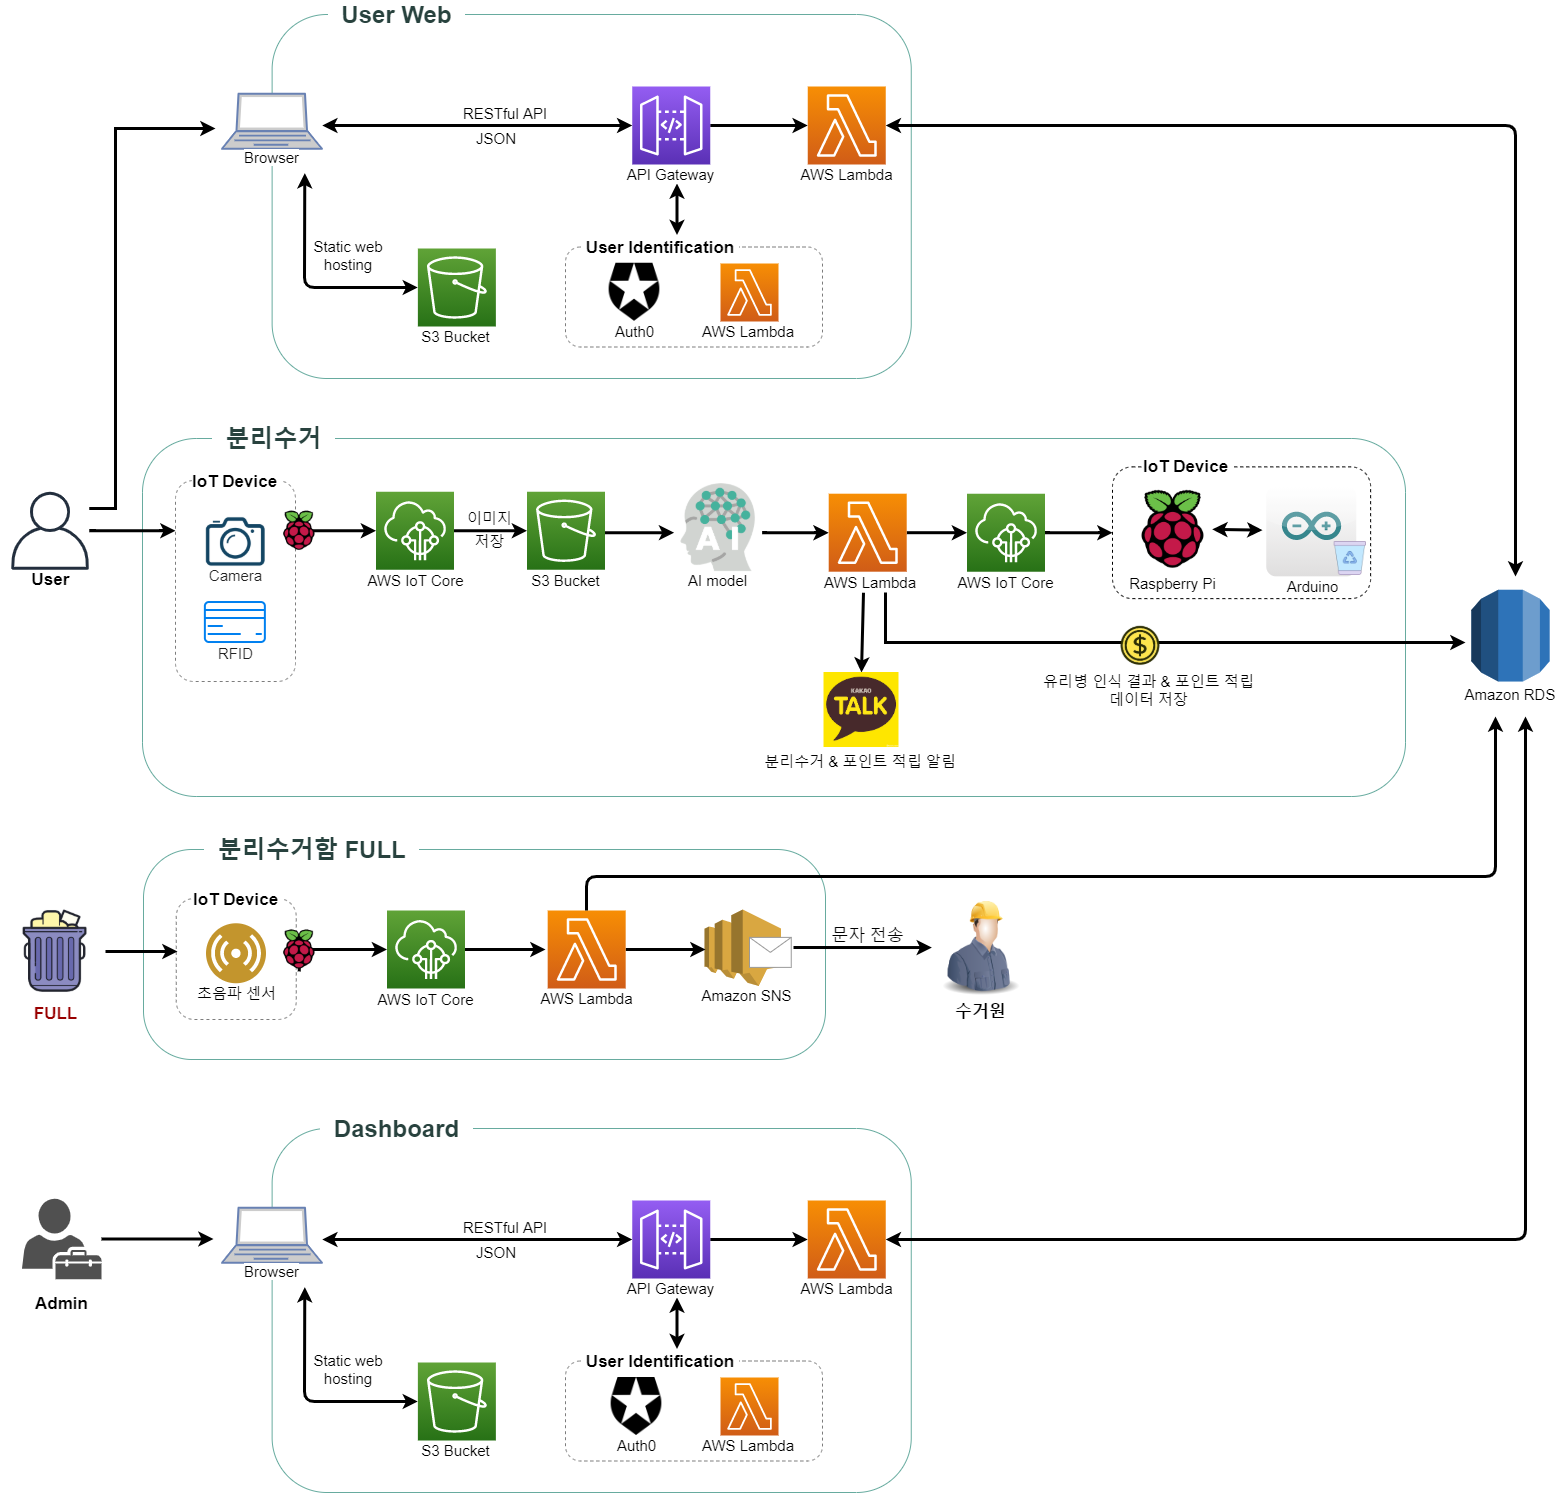 User Web
RESTful API
JSON
Browser
API Gateway
AWS Lambda
Static web
hosting
S3 Bucket
User Identification
Auth0
AWS Lambda
분리수거
User
IoT Device
Camera
RFID
AWS IoT Core
이미지
저장
S3 Bucket
AI
AI model
AWS Lambda
AWS IoT Core
IoT Device
Raspberry Pi
Arduino
KAKAO
TALK
분리수거 & 포인트 적립 알림
$
유리병 인식 결과 & 포인트 적립
데이터 저장
Amazon RDS
분리수거함 FULL
FULL
IoT Device
초음파 센서
AWS IoT Core
AWS Lambda
Amazon SNS
문자 전송
수거원
Dashboard
Admin
RESTful API
JSON
Browser
API Gateway
AWS Lambda
Static web
hosting
S3 Bucket
User Identification
Auth0
AWS Lambda